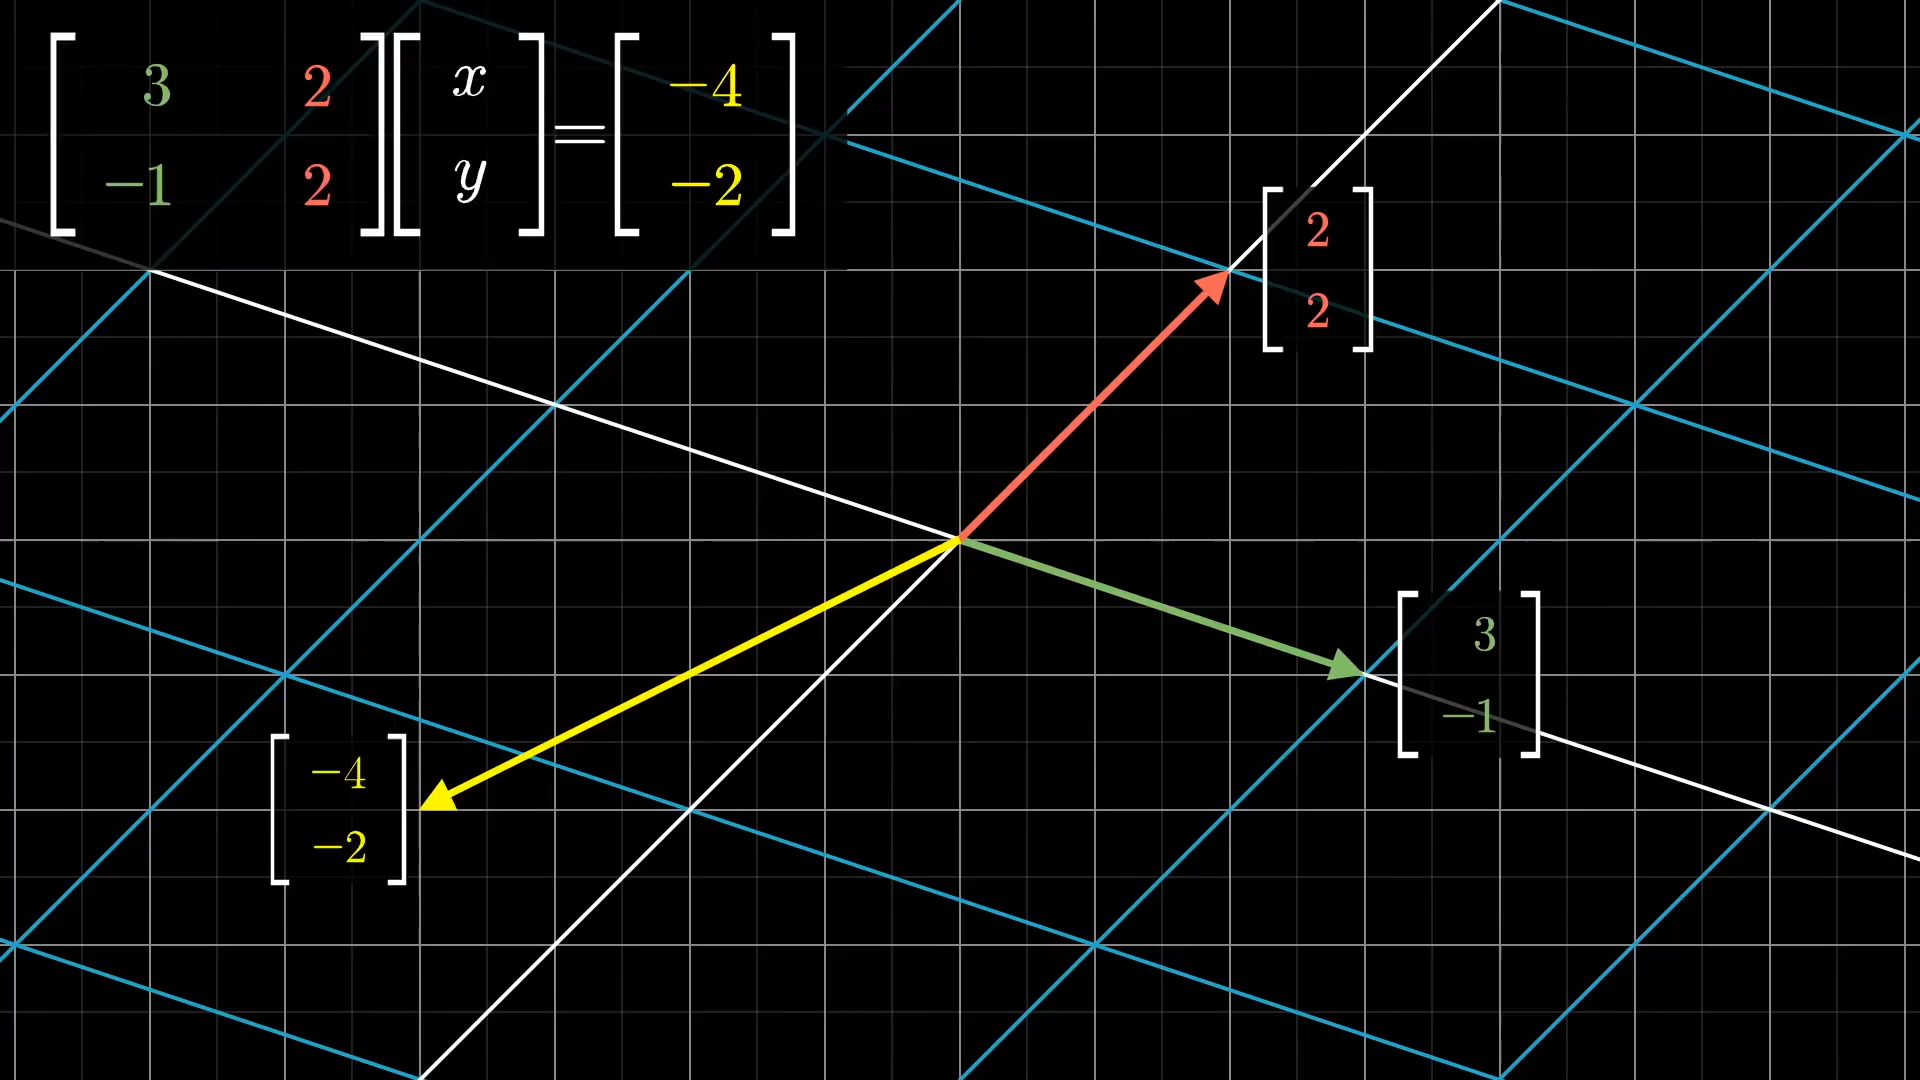 [ 3 2 ] [ x ] = [ −4 ]
[ −1 2 ] [ y ] [ −2 ]
[ 2 ]
[ 2 ]
[ 3 ]
[ −1 ]
[ −4 ]
[ −2 ]